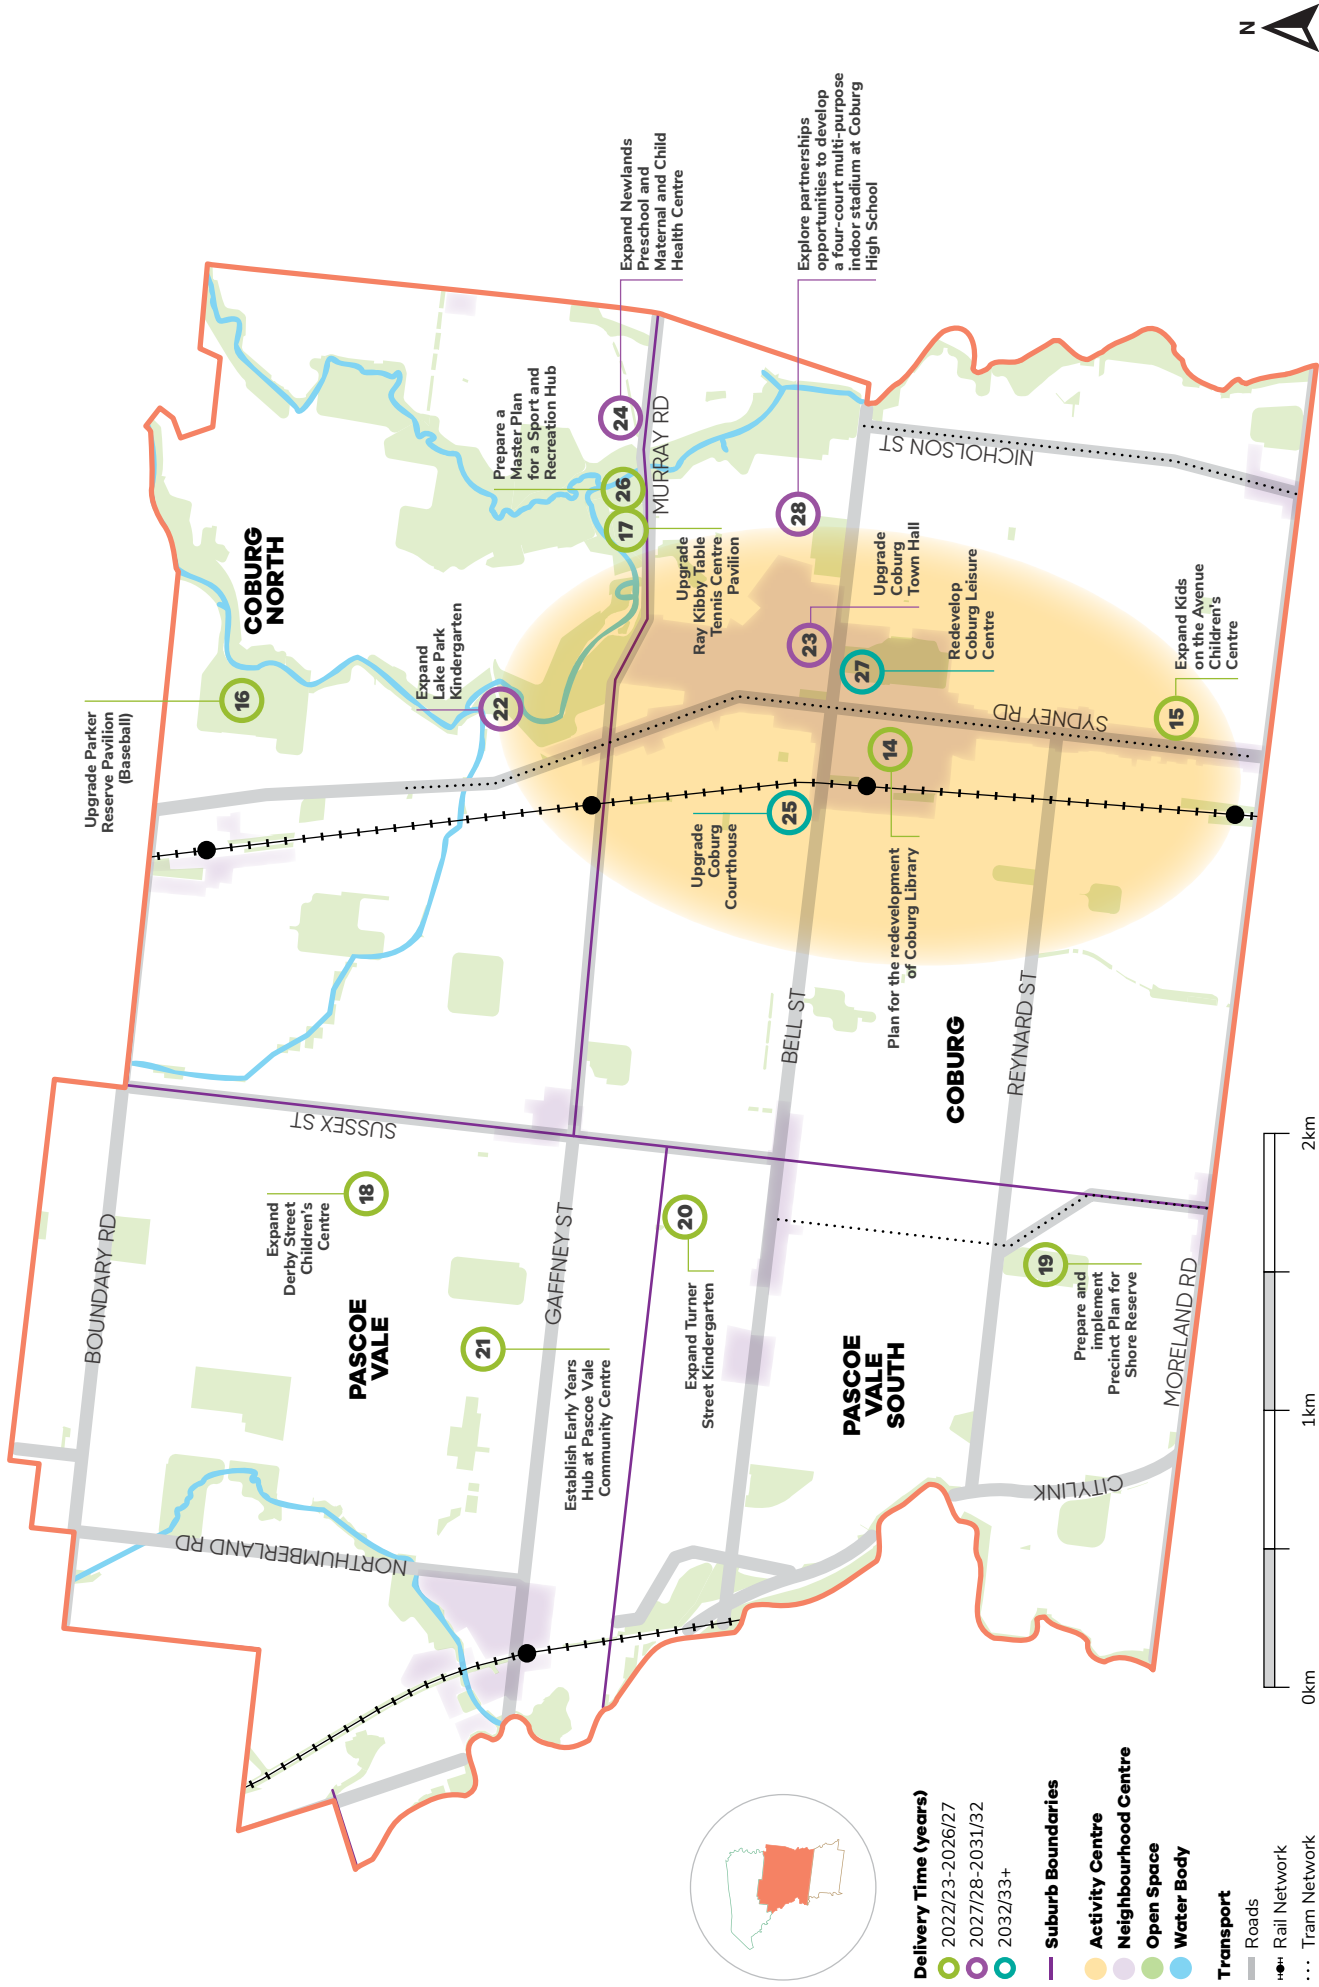 N
Upgrade Parker
Reserve Pavilion
(Baseball)
16
COBURG
NORTH
Expand
Lake Park
Kindergarten
22
Prepare a
Master Plan
for a Sport and
Recreation Hub
26
17
Upgrade
Ray Kibby Table
Tennis Centre
Pavilion
24
Expand Newlands
Preschool and
Maternal and Child
Health Centre
MURRAY RD
28
Explore partnerships
opportunities to develop
a four-court multi-purpose
indoor stadium at Coburg
High School
NICHOLSON ST
23
Upgrade
Coburg
Town Hall
27
Redevelop
Coburg Leisure
Centre
SYDNEY RD
15
Expand Kids
on the Avenue
Children's
Centre
14
Plan for the redevelopment
of Coburg Library
25
Upgrade
Coburg
Courthouse
BELL ST
COBURG
REYNARD ST
SUSSEX ST
BOUNDARY RD
18
Expand
Derby Street
Children's
Centre
PASCOE
VALE
21
Establish Early Years
Hub at Pascoe Vale
Community Centre
GAFFNEY ST
20
Expand Turner
Street Kindergarten
NORTHUMBERLAND RD
PASCOE
VALE
SOUTH
19
Prepare and
implement
Precinct Plan for
Shore Reserve
MORELAND RD
CITYLINK
0km
1km
2km
Delivery Time (years)
2022/23-2026/27
2027/28-2031/32
2032/33+
Suburb Boundaries
Activity Centre
Neighbourhood Centre
Open Space
Water Body
Transport
Roads
Rail Network
Tram Network